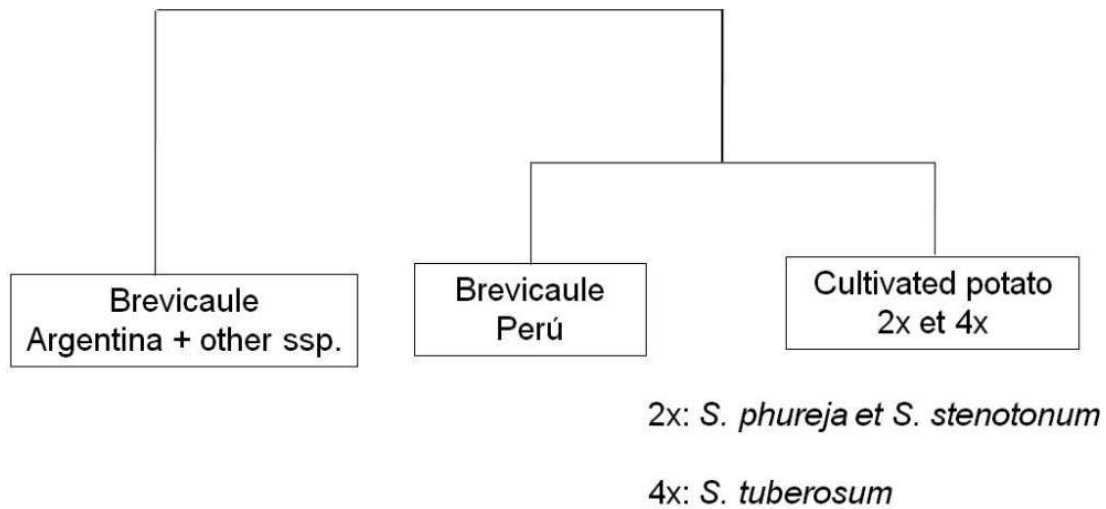 Brevicaule
Argentina + other ssp.
Brevicaule
Perú
Cultivated potato
2x et 4x
2x: S. phureja et S. stenotonum
4x: S. tuberosum